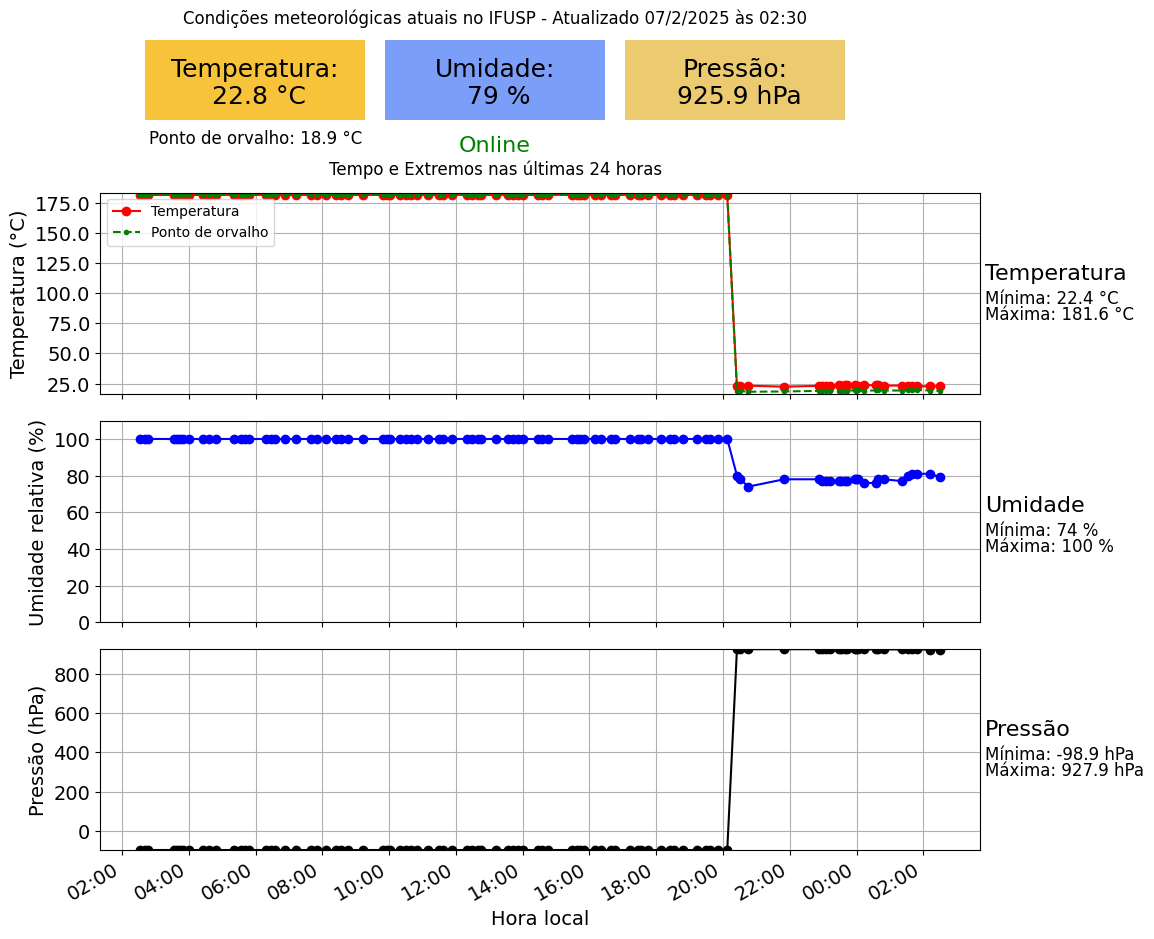 Condições meteorológicas atuais no IFUSP - Atualizado 07/2/2025 às 02:30
Temperatura:
22.8 °C
Umidade:
79 %
Pressão:
925.9 hPa
Ponto de orvalho: 18.9 °C
Online
Tempo e Extremos nas últimas 24 horas
Temperatura (°C)
175.0
150.0
125.0
100.0
75.0
50.0
25.0
Temperatura
Ponto de orvalho
Temperatura
Mínima: 22.4 °C
Máxima: 181.6 °C
Umidade relativa (%)
100
80
60
40
20
0
Umidade
Mínima: 74 %
Máxima: 100 %
Pressão (hPa)
800
600
400
200
0
Pressão
Mínima: -98.9 hPa
Máxima: 927.9 hPa
02:00 04:00 06:00 08:00 10:00 12:00 14:00 16:00 18:00 20:00 22:00 00:00 02:00
Hora local